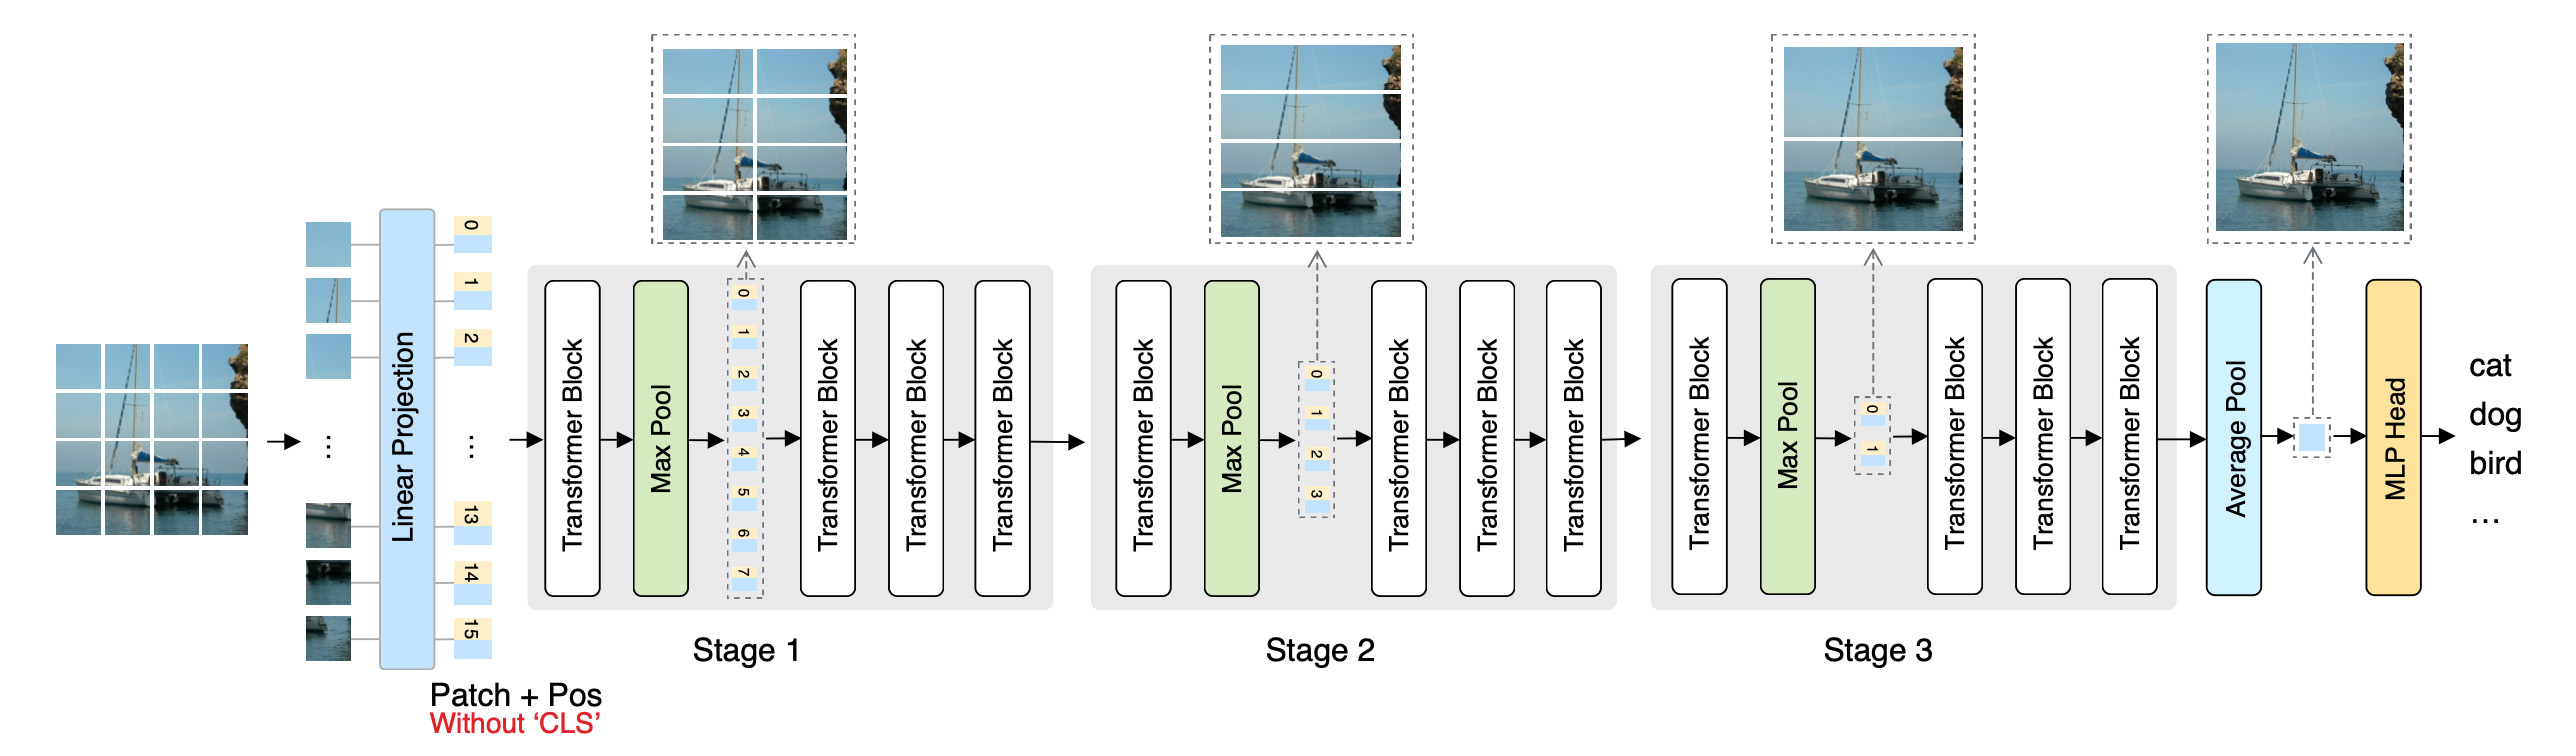 0
1
2
...
13
14
15
Linear Projection
Patch + Pos
Without ‘CLS’
Transformer Block
Max Pool
0
1
2
3
4
5
6
7
Transformer Block
Transformer Block
Transformer Block
Stage 1
Transformer Block
Max Pool
0
1
2
3
Transformer Block
Transformer Block
Transformer Block
Stage 2
Transformer Block
Max Pool
0
1
Transformer Block
Transformer Block
Transformer Block
Stage 3
Average Pool
MLP Head
cat
dog
bird
...